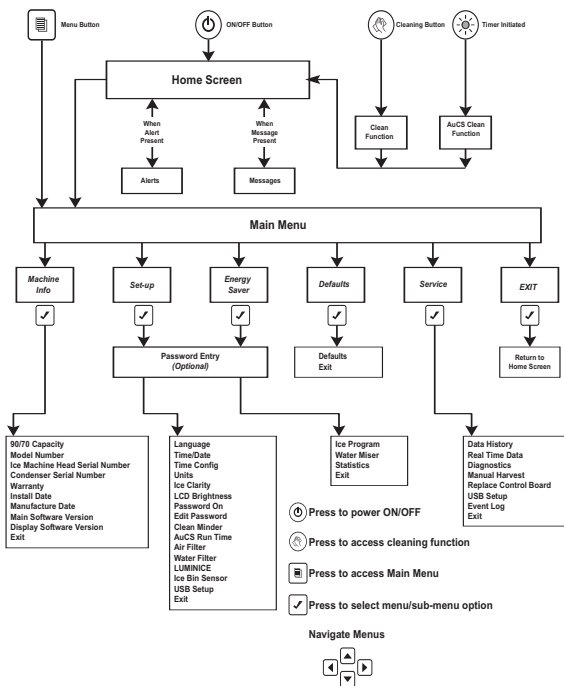 Menu Button
ON/OFF Button
Cleaning Button
Timer Initiated
Home Screen
When
Alert
Present
When
Message
Present
Clean
Function
AuCS Clean
Function
Alerts
Messages
Main Menu
Machine
Info
Set-up
Energy
Saver
Defaults
Service
EXIT
Password Entry
(Optional)
Defaults
Exit
Return to
Home Screen
90/70 Capacity
Model Number
Ice Machine Head Serial Number
Condenser Serial Number
Warranty
Install Date
Manufacture Date
Main Software Version
Display Software Version
Exit
Language
Time/Date
Time Config
Units
Ice Clarity
LCD Brightness
Password On
Edit Password
Clean Minder
AuCS Run Time
Air Filter
Water Filter
LUMINICE
Ice Bin Sensor
USB Setup
Exit
Ice Program
Water Miser
Statistics
Exit
Data History
Real Time Data
Diagnostics
Manual Harvest
Replace Control Board
USB Setup
Event Log
Exit
Press to power ON/OFF
Press to access cleaning function
Press to access Main Menu
Press to select menu/sub-menu option
Navigate Menus